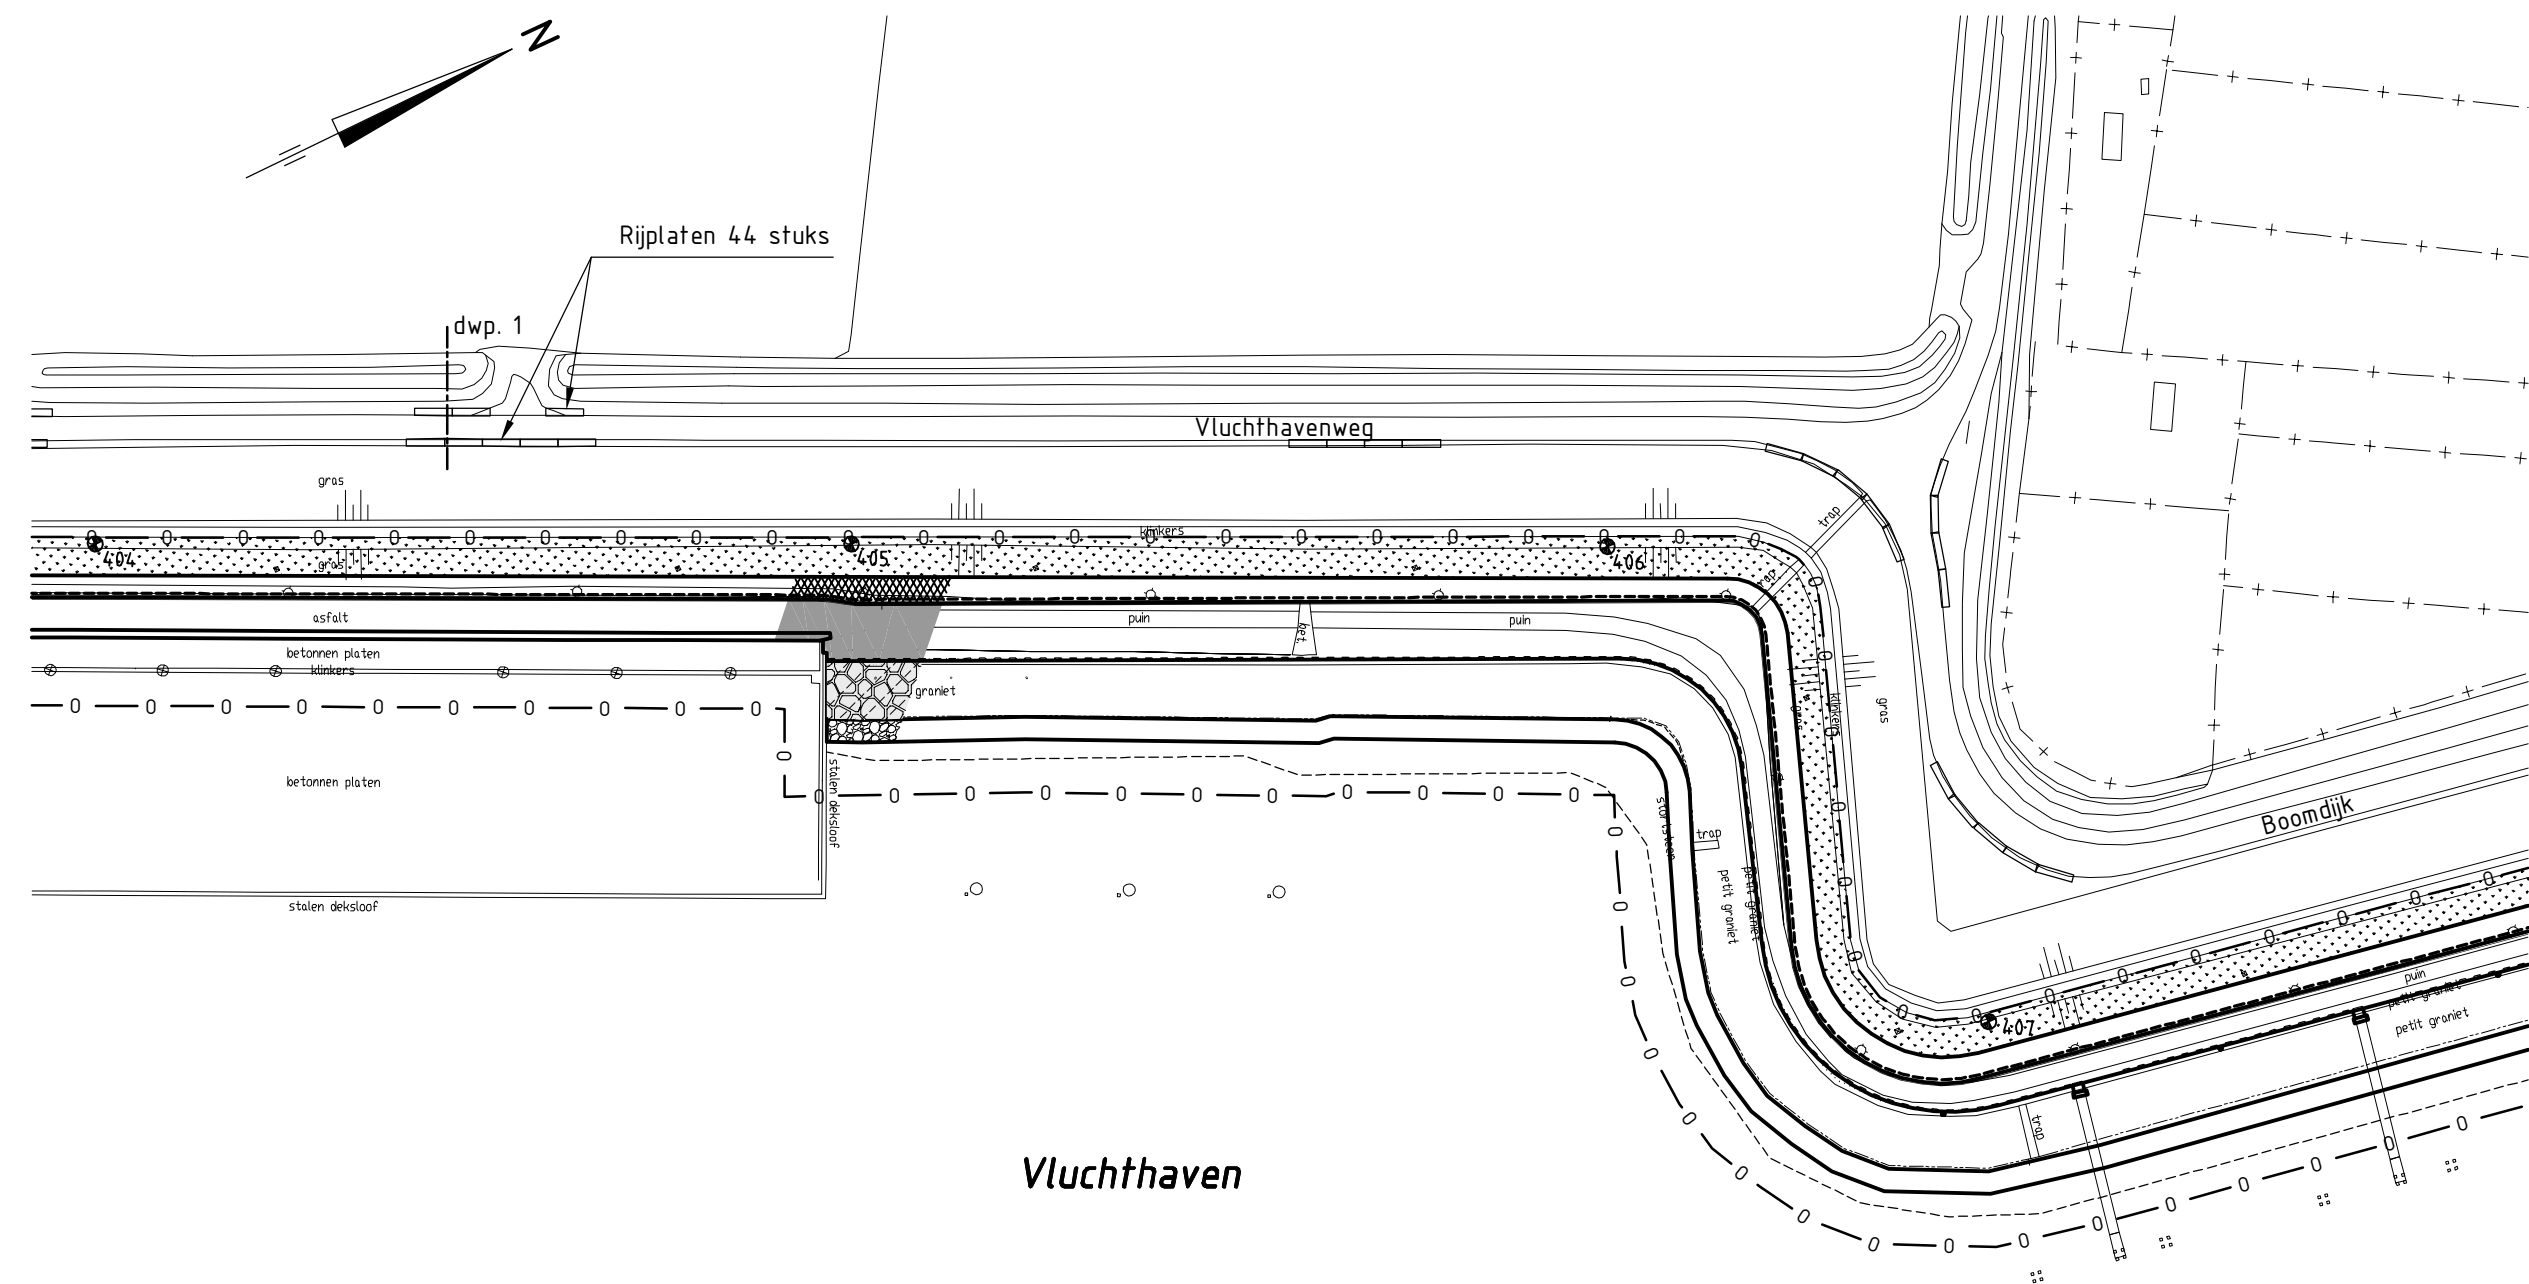 N
Rijplaten 44 stuks
dwp. 1
Vluchthavenweg
gras
klinkers
404
gras
405
406
trap
trap
asfalt
puin
bet.
puin
betonnen platen
klinkers
graniet
gras
klinkers
gras
betonnen platen
stalen deksloof
stortsteen
trap
Boomdijk
petit graniet
petit graniet
stalen deksloof
407
puin
petit graniet
petit graniet
trap
Vluchthaven